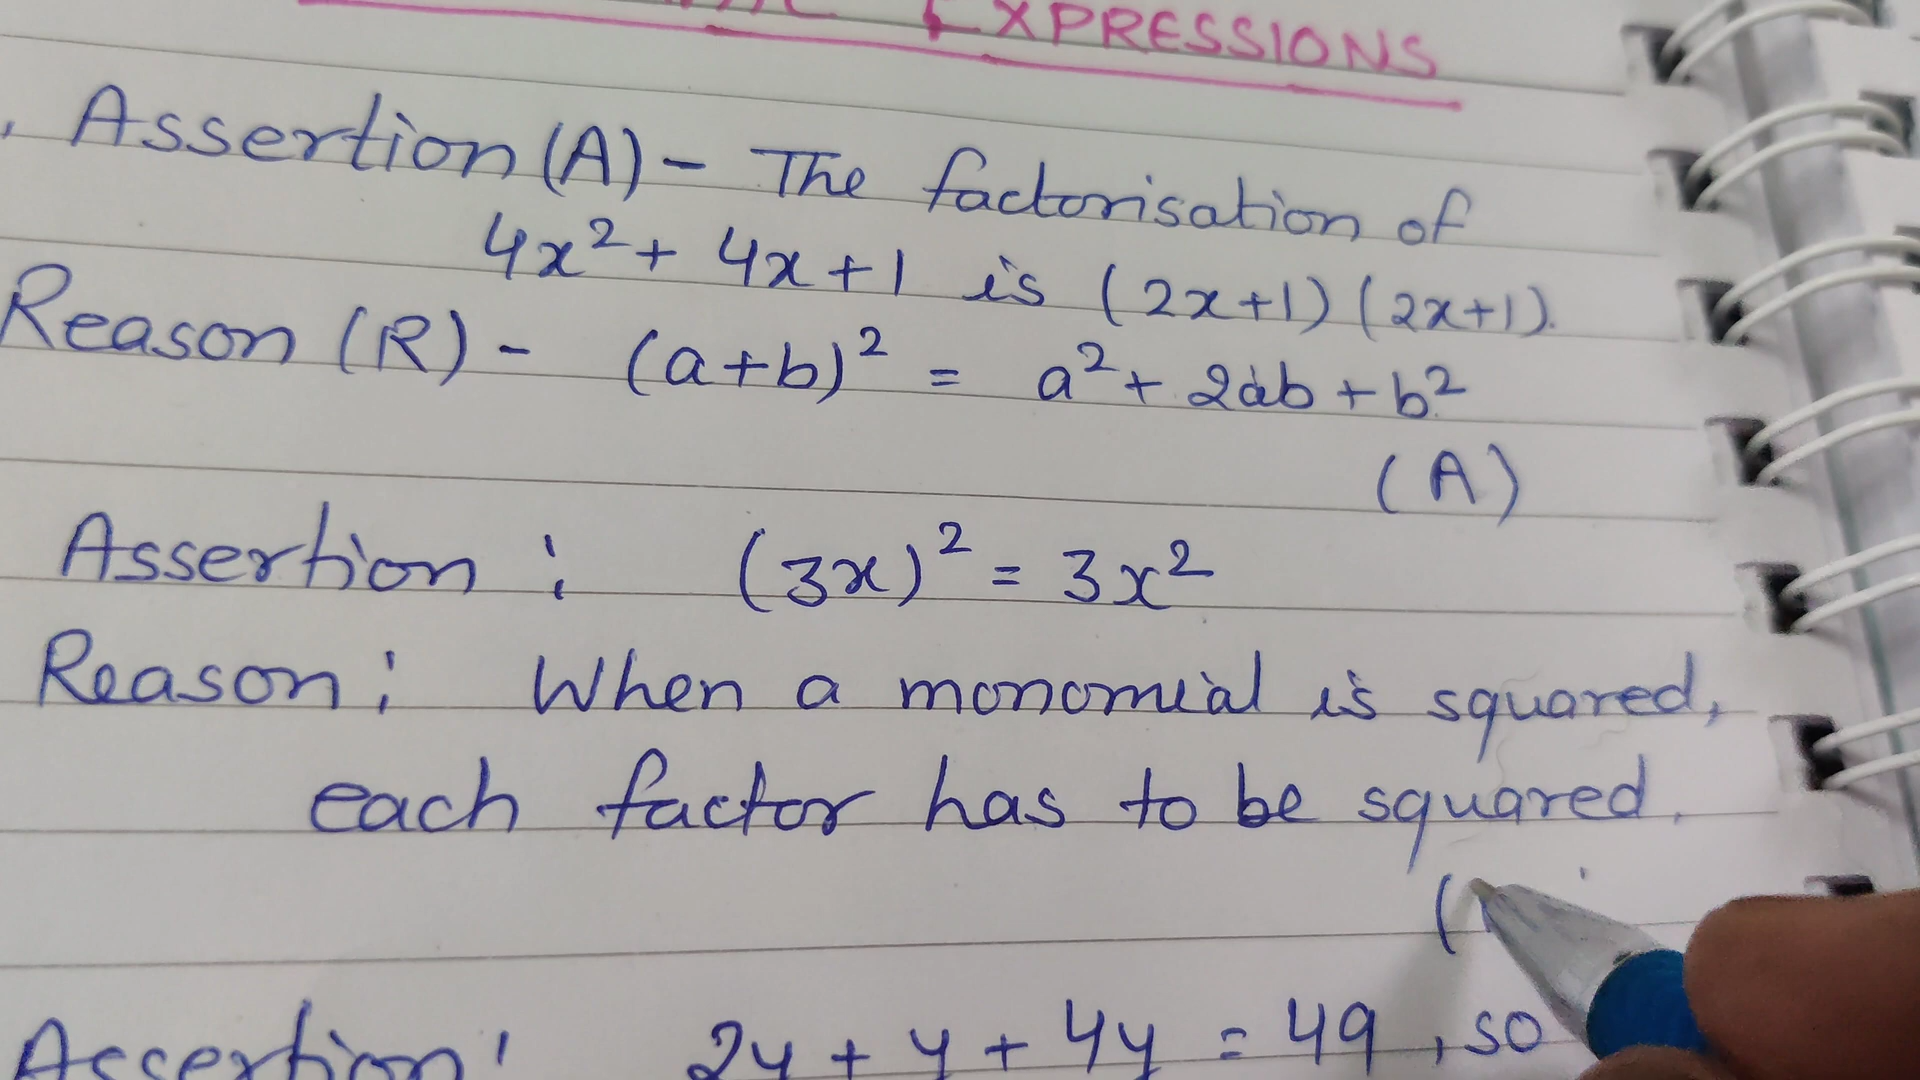 EXPRESSIONS
Assertion (A) - The factorisation of
4x² + 4x + 1 is (2x+1) (2x+1).
Reason (R) - (a+b)² = a² + 2ab + b²
(A)
Assertion : (3x)² = 3x²
Reason : When a monomial is squared,
each factor has to be squared.
(
Assertion : 2y + y + 4y = 49, so